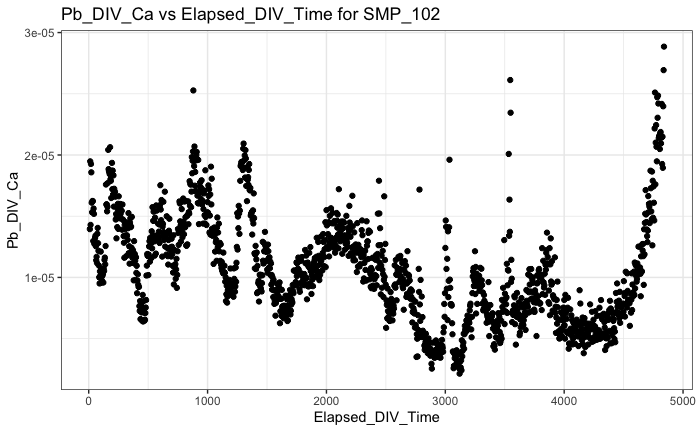 Pb_DIV_Ca vs Elapsed_DIV_Time for SMP_102
3e-05
2e-05
1e-05
Pb_DIV_Ca
0 1000 2000 3000 4000 5000
Elapsed_DIV_Time